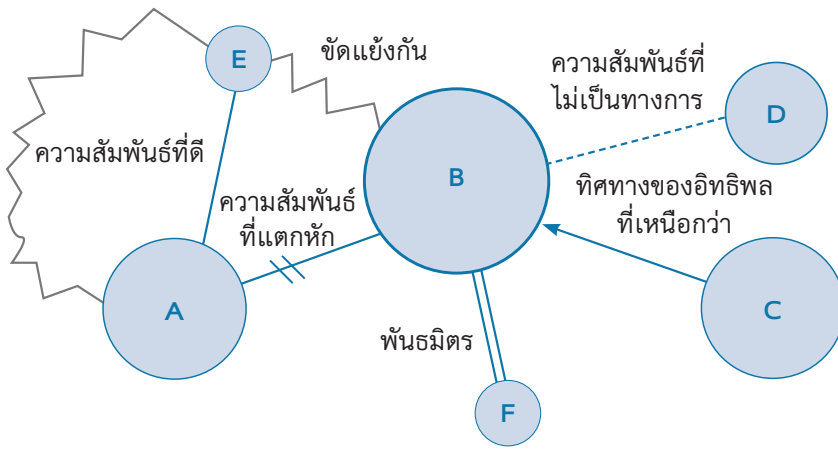 E
ขัดแย้งกัน
ความสัมพันธ์ที่
ไม่เป็นทางการ
D
ความสัมพันธ์ที่ดี
B
ความสัมพันธ์
ที่แตกหัก
ทิศทางของอิทธิพล
ที่เหนือกว่า
A
C
พันธมิตร
F